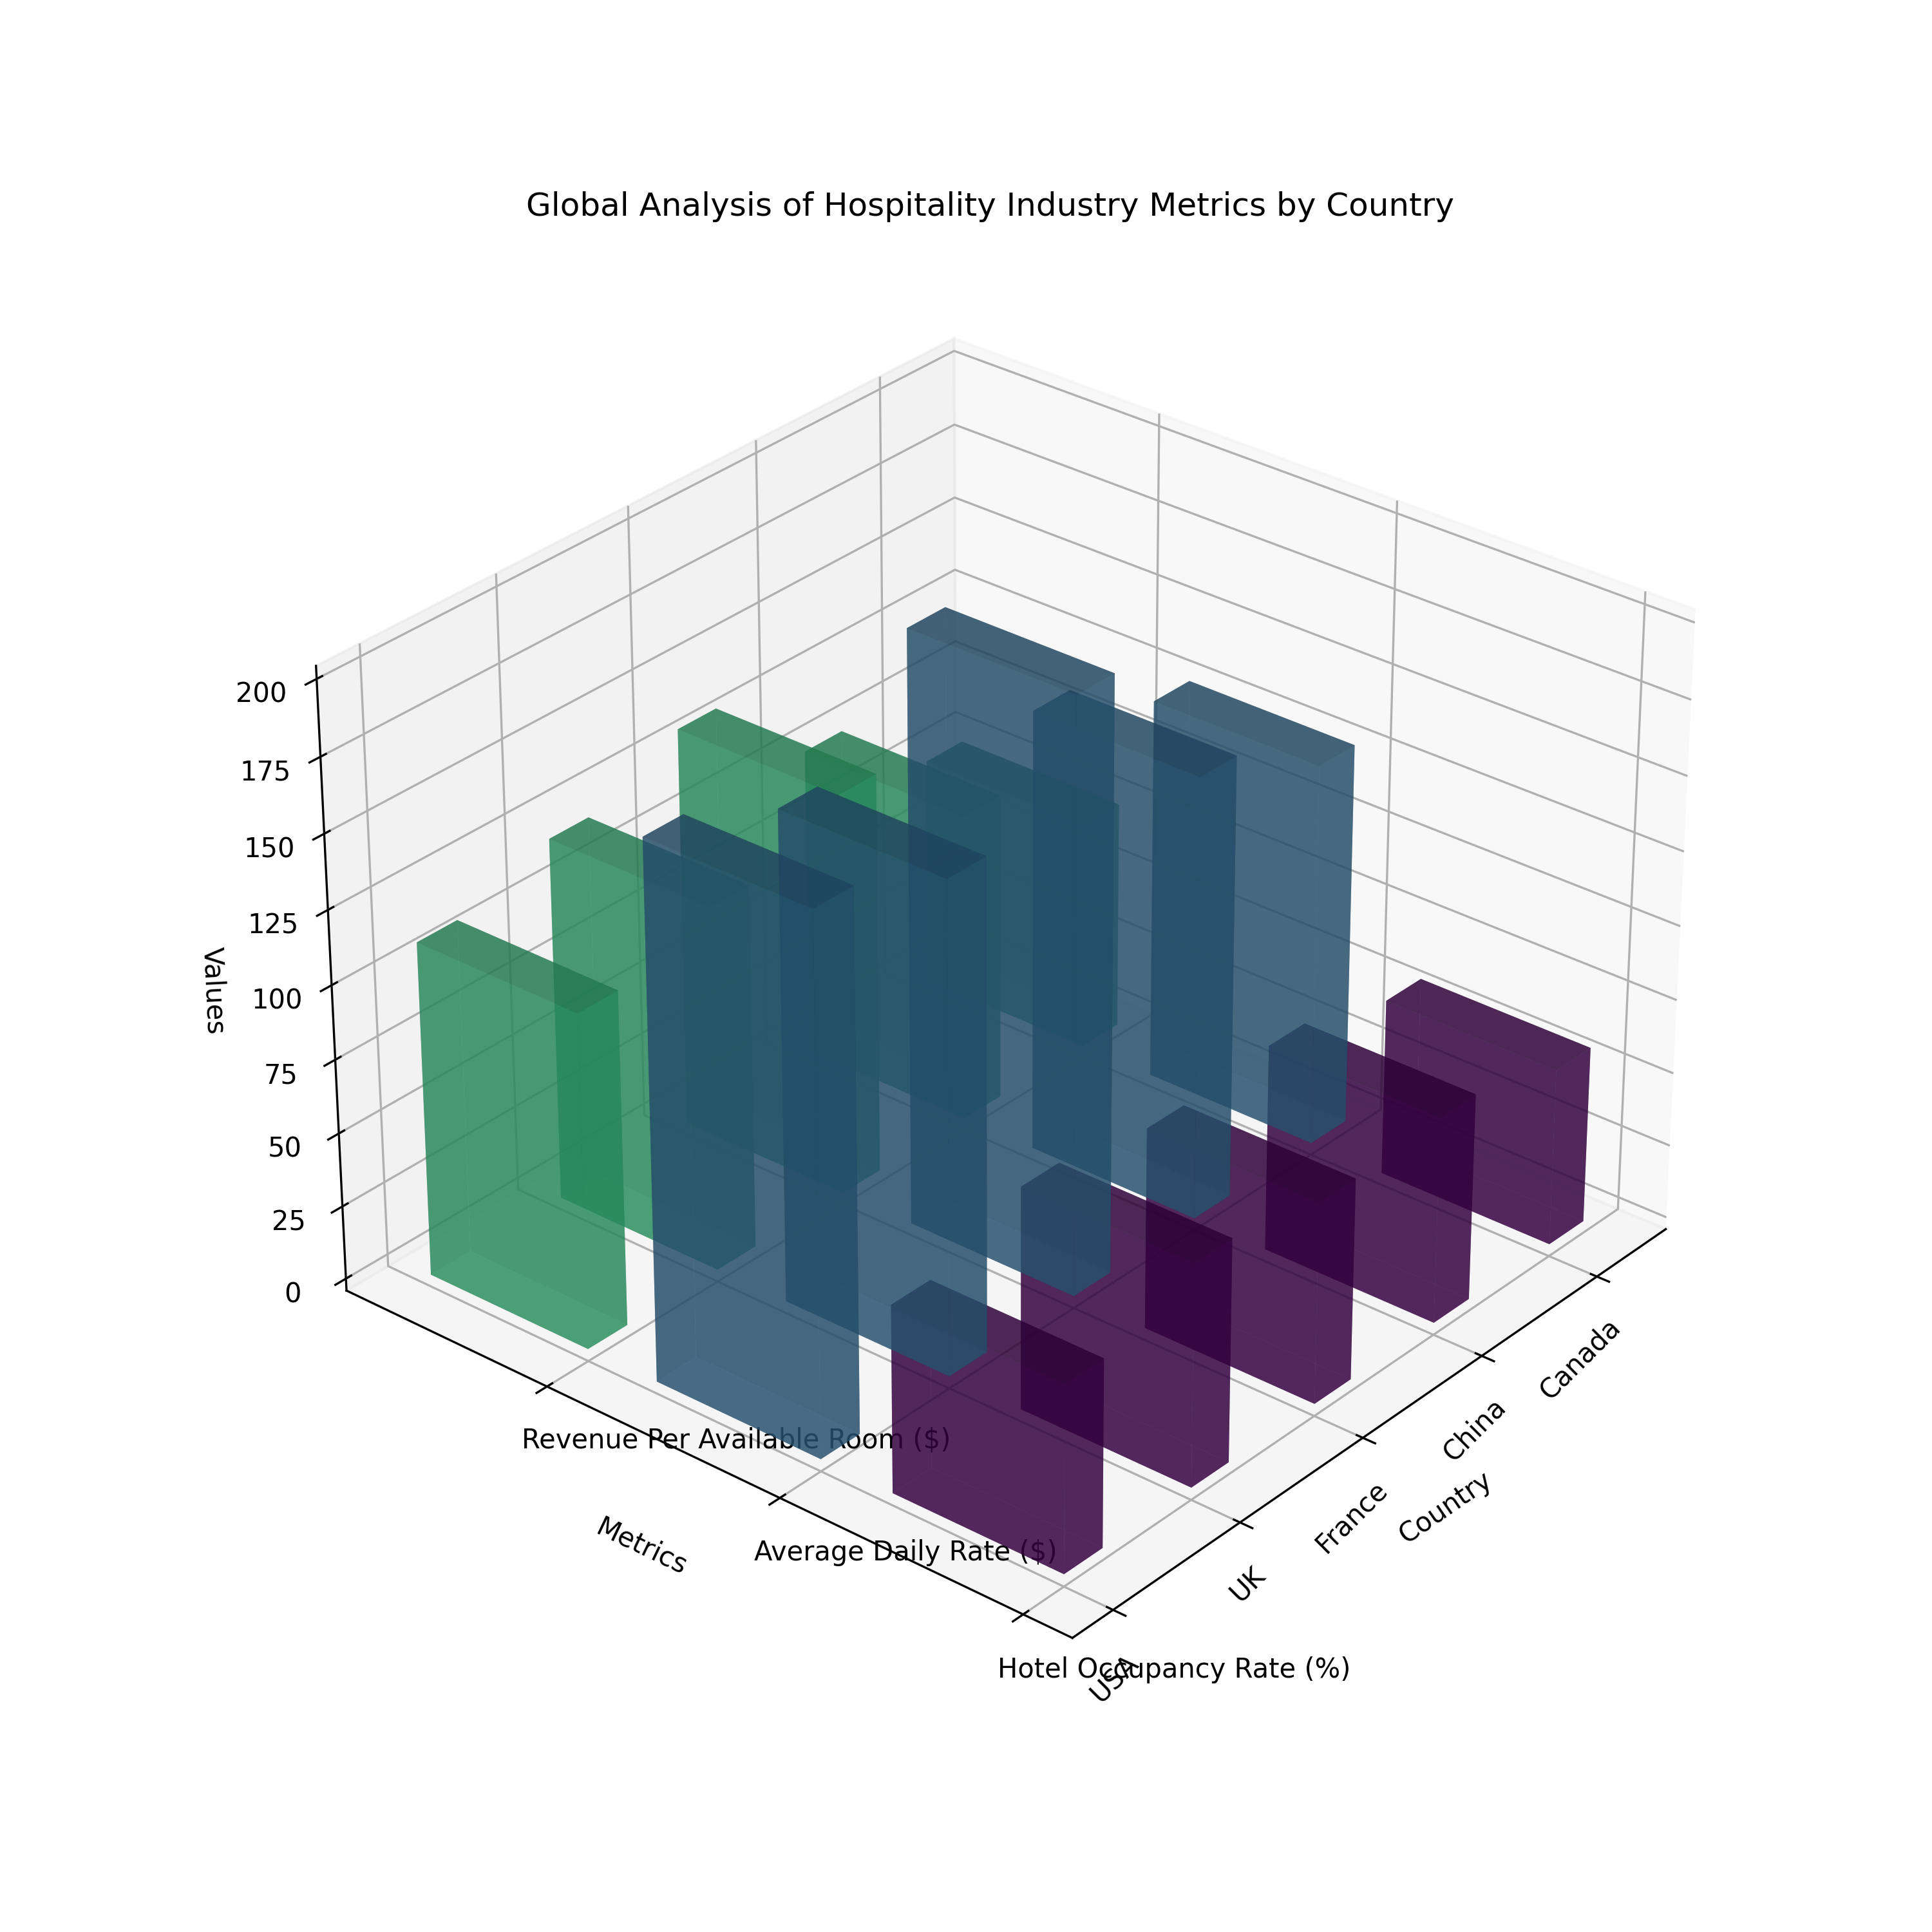 Global Analysis of Hospitality Industry Metrics by Country
200
175
150
125
100
75
50
25
0
Values
Revenue Per Available Room ($)
Average Daily Rate ($)
Hotel Occupancy Rate (%)
Metrics
USA
UK
France
China
Canada
Country